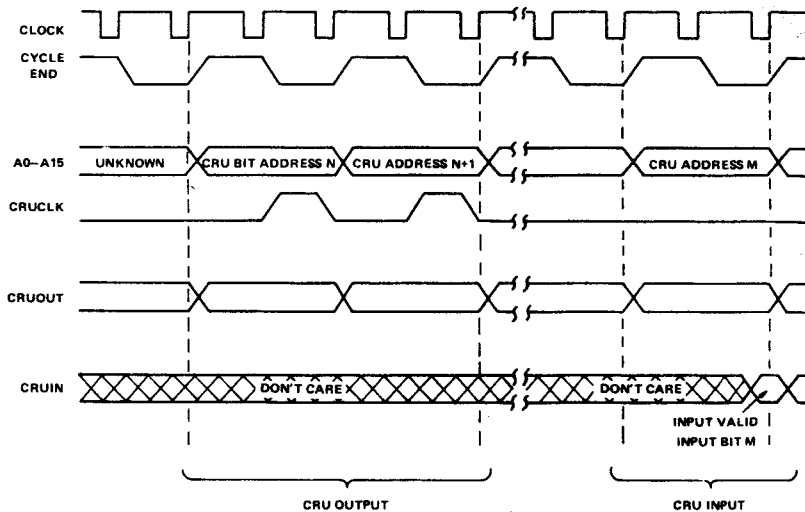 CLOCK
CYCLE
END
A0–A15
UNKNOWN
CRU BIT ADDRESS N
CRU ADDRESS N+1
CRU ADDRESS M
CRUCLK
CRUOUT
CRUIN
DON'T CARE
DON'T CARE
INPUT VALID
INPUT BIT M
CRU OUTPUT
CRU INPUT